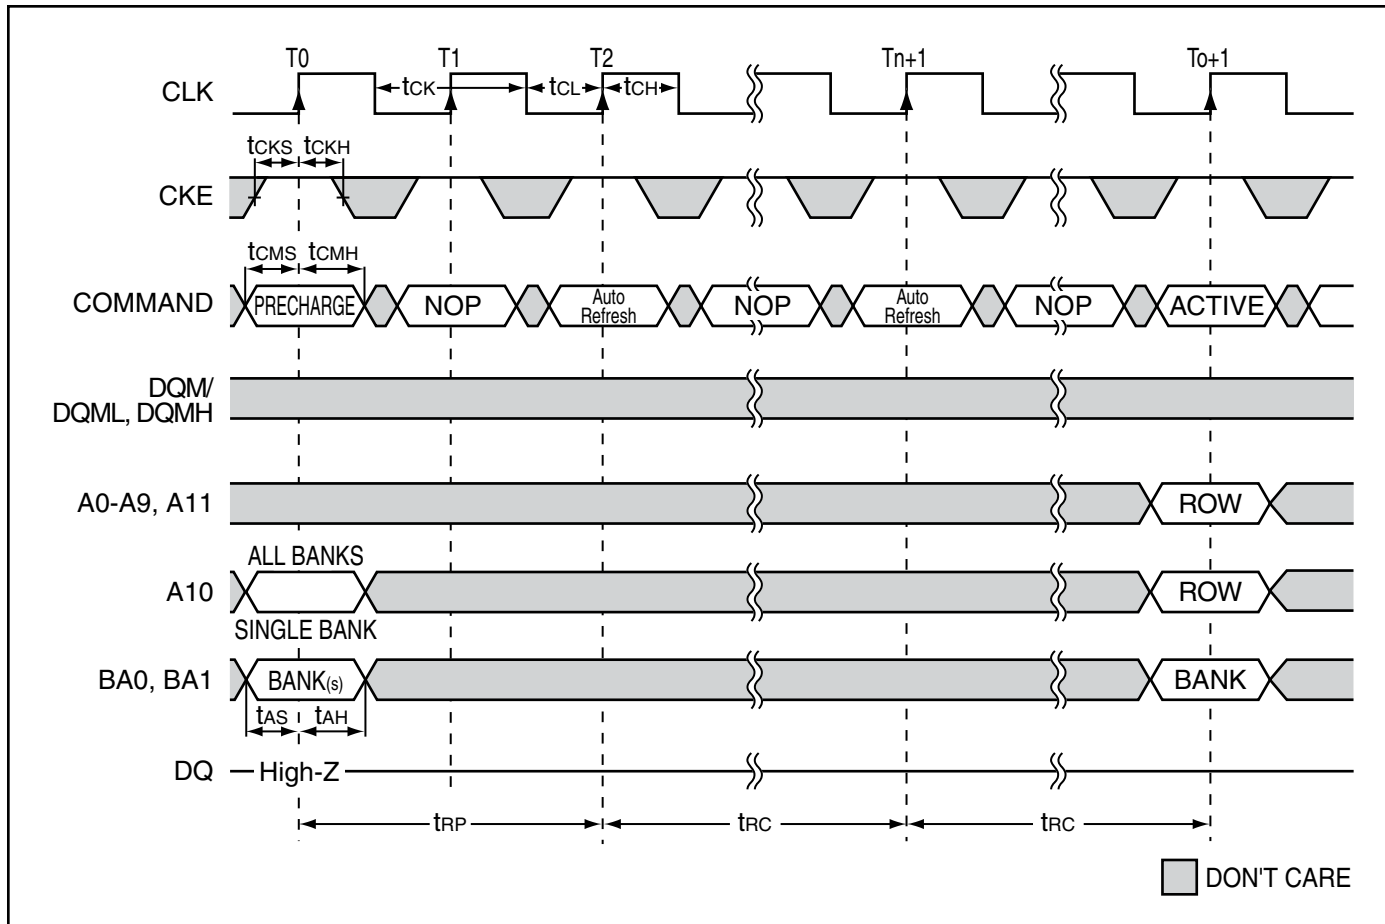 T0 T1 T2 Tn+1 To+1
CLK tCK tCL tCH
tCKS tCKH
CKE
tCMS tCMH
COMMAND PRECHARGE NOP Auto Refresh NOP Auto Refresh NOP ACTIVE
DQM/
DQML, DQMH
A0-A9, A11 ROW
ALL BANKS
A10 ROW
SINGLE BANK
BA0, BA1 BANK(s) BANK
tAS tAH
DQ High-Z
tRP tRC tRC
DON'T CARE